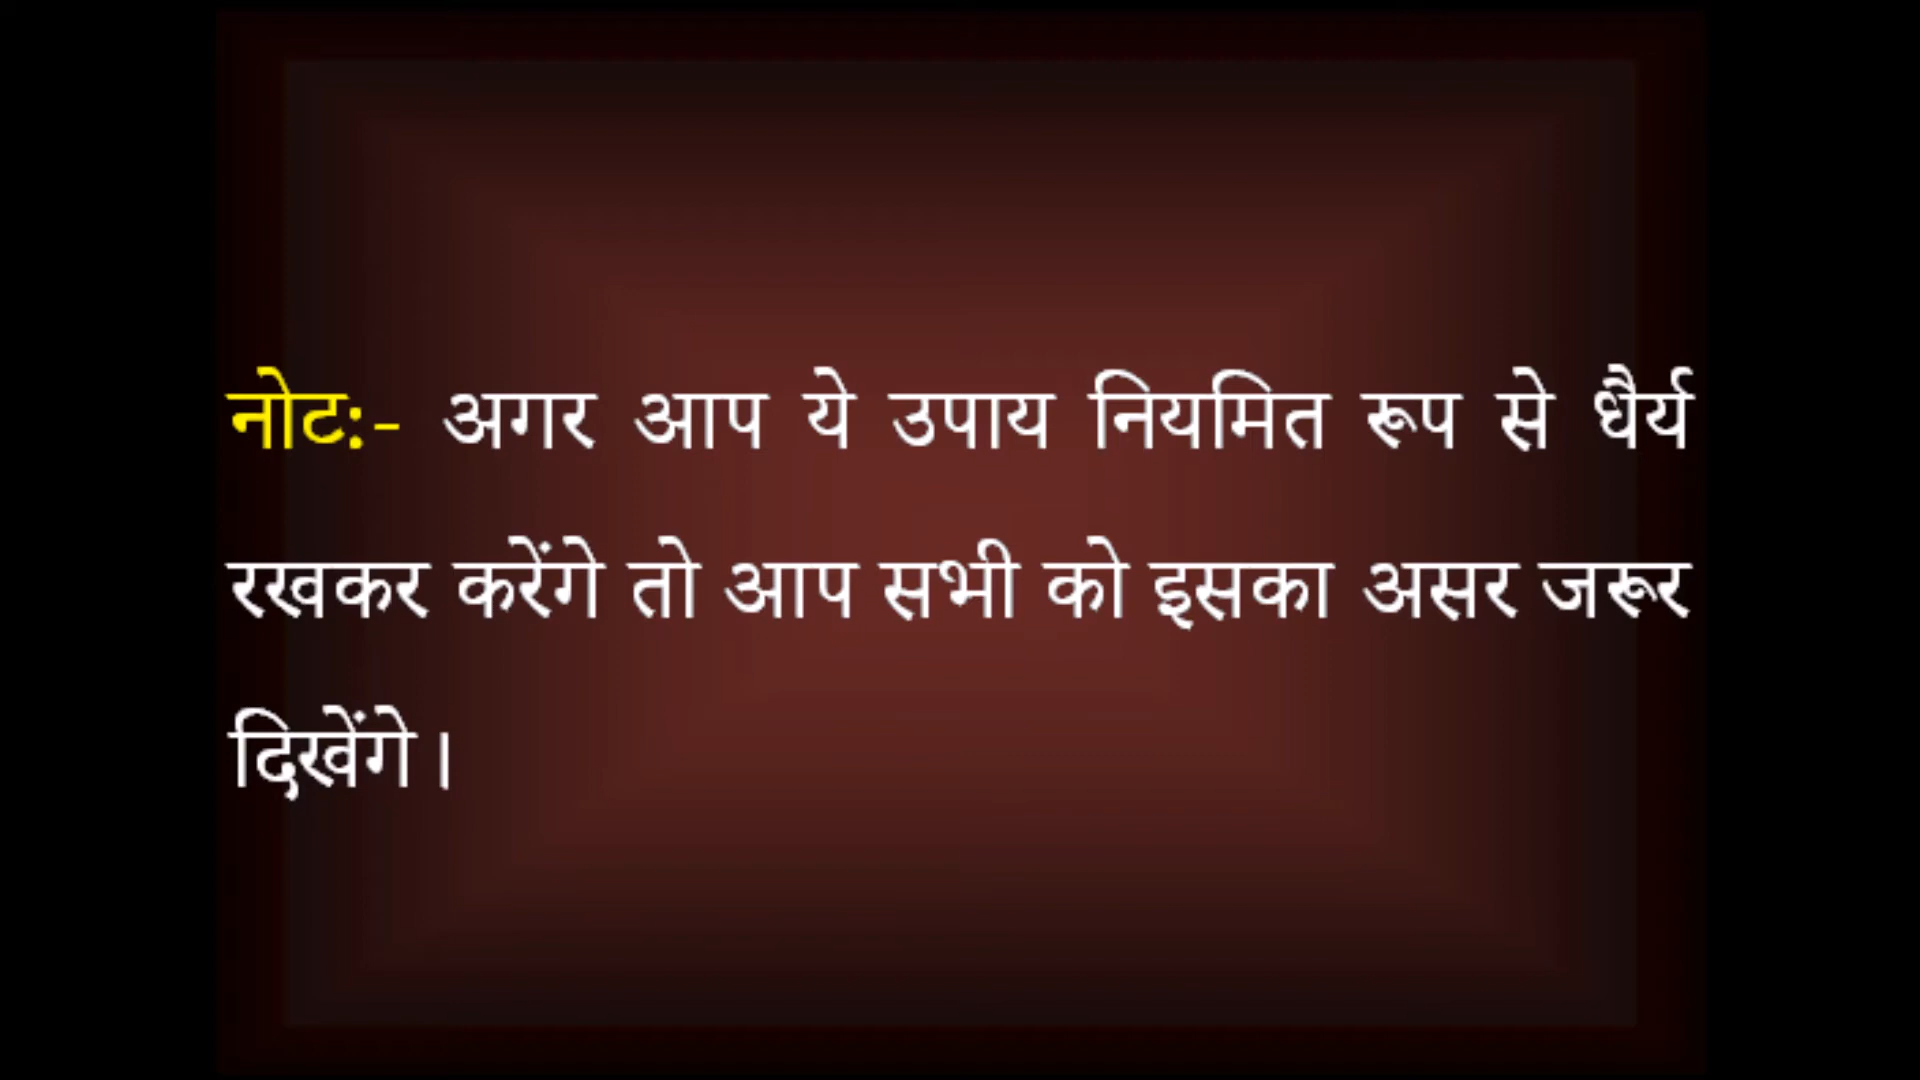 नोट:- अगर आप ये उपाय नियमित रूप से धैर्य
रखकर करेंगे तो आप सभी को इसका असर जरूर
दिखेंगे।